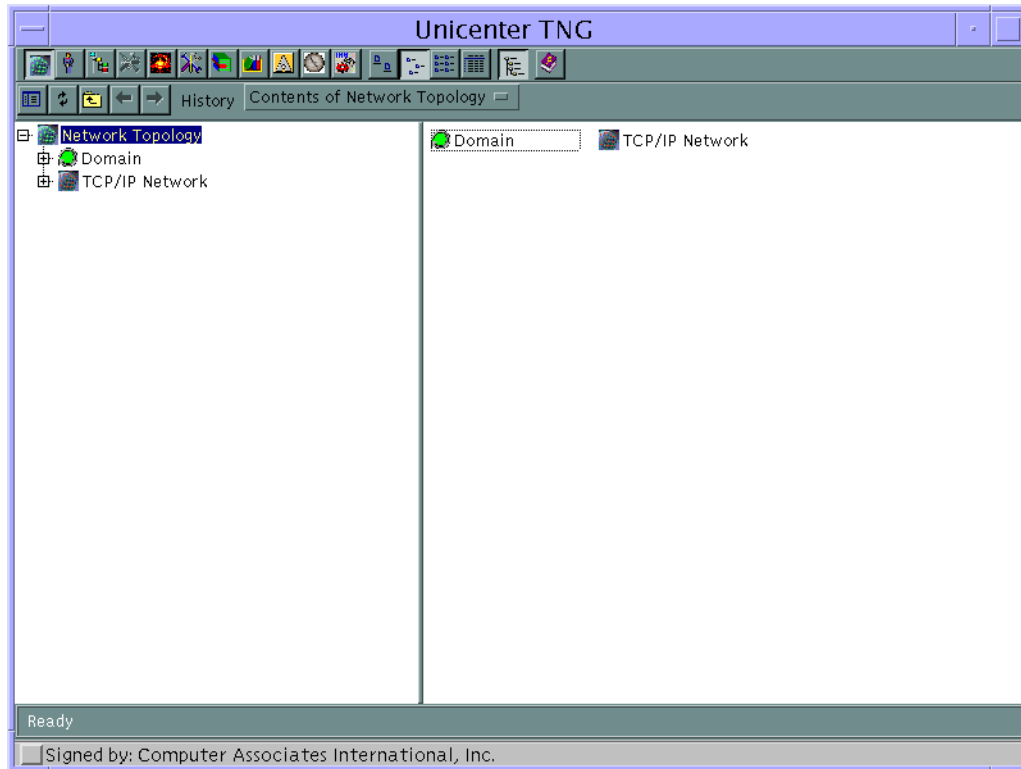 Unicenter TNG
History Contents of Network Topology
Network Topology
Domain
TCP/IP Network
Domain TCP/IP Network
Ready
Signed by: Computer Associates International, Inc.